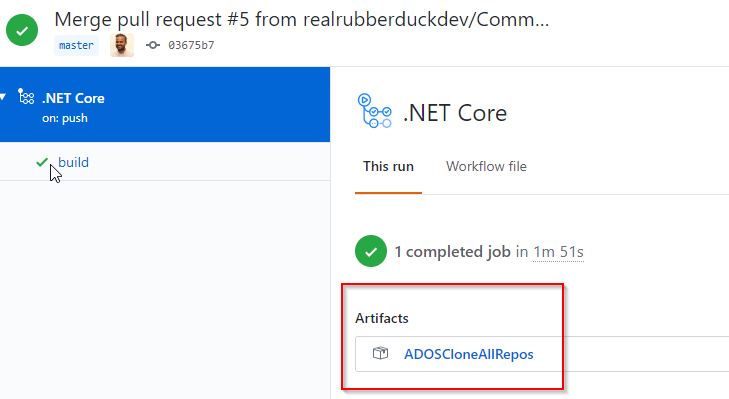 Merge pull request #5 from realrubberduckdev/Comm...
master 03675b7
.NET Core
on: push
build
.NET Core
This run Workflow file
1 completed job in 1m 51s
Artifacts
ADOSCloneAllRepos